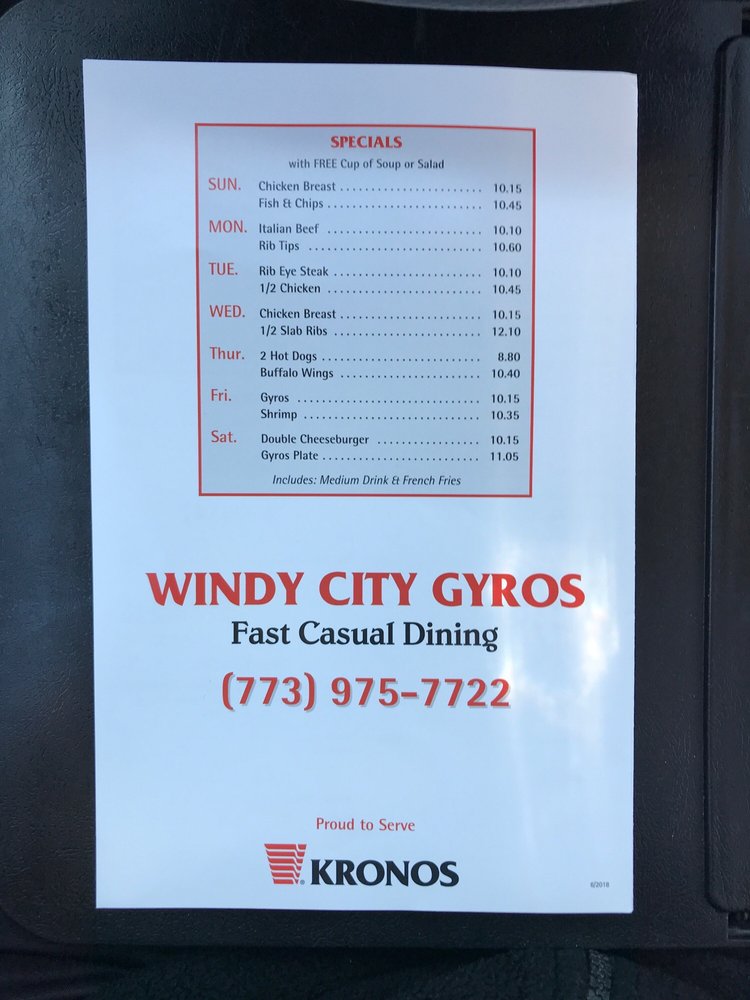 SPECIALS
with FREE Cup of Soup or Salad
SUN. Chicken Breast ....................... 10.15
Fish & Chips ......................... 10.45
MON. Italian Beef ......................... 10.10
Rib Tips ............................ 10.60
TUE. Rib Eye Steak ........................ 10.10
1/2 Chicken ......................... 10.45
WED. Chicken Breast ....................... 10.15
1/2 Slab Ribs ........................ 12.10
Thur. 2 Hot Dogs .......................... 8.80
Buffalo Wings ....................... 10.40
Fri. Gyros .............................. 10.15
Shrimp ............................. 10.35
Sat. Double Cheeseburger ................. 10.15
Gyros Plate .......................... 11.05
Includes: Medium Drink & French Fries
WINDY CITY GYROS
Fast Casual Dining
(773) 975-7722
Proud to Serve
KRONOS
6/2018